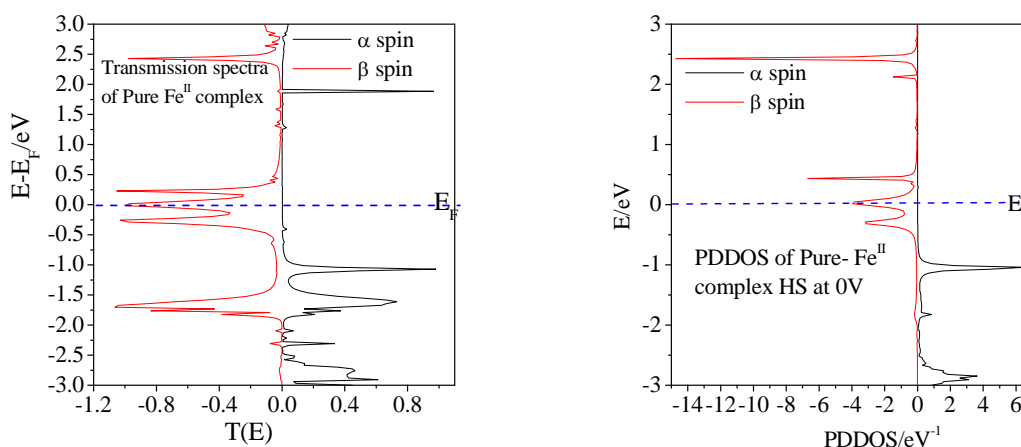 3.0
2.5
2.0
1.5
1.0
0.5
0.0
-0.5
-1.0
-1.5
-2.0
-2.5
-3.0
E-E_F/eV
α spin
β spin
Transmission spectra
of Pure Fe^II complex
E_F
-1.2 -0.8 -0.4 0.0 0.4 0.8
T(E)
3
2
1
0
-1
-2
-3
E/eV
α spin
β spin
E
PDDOS of Pure- Fe^II
complex HS at 0V
-14 -12 -10 -8 -6 -4 -2 0 2 4 6
PDDOS/eV^-1